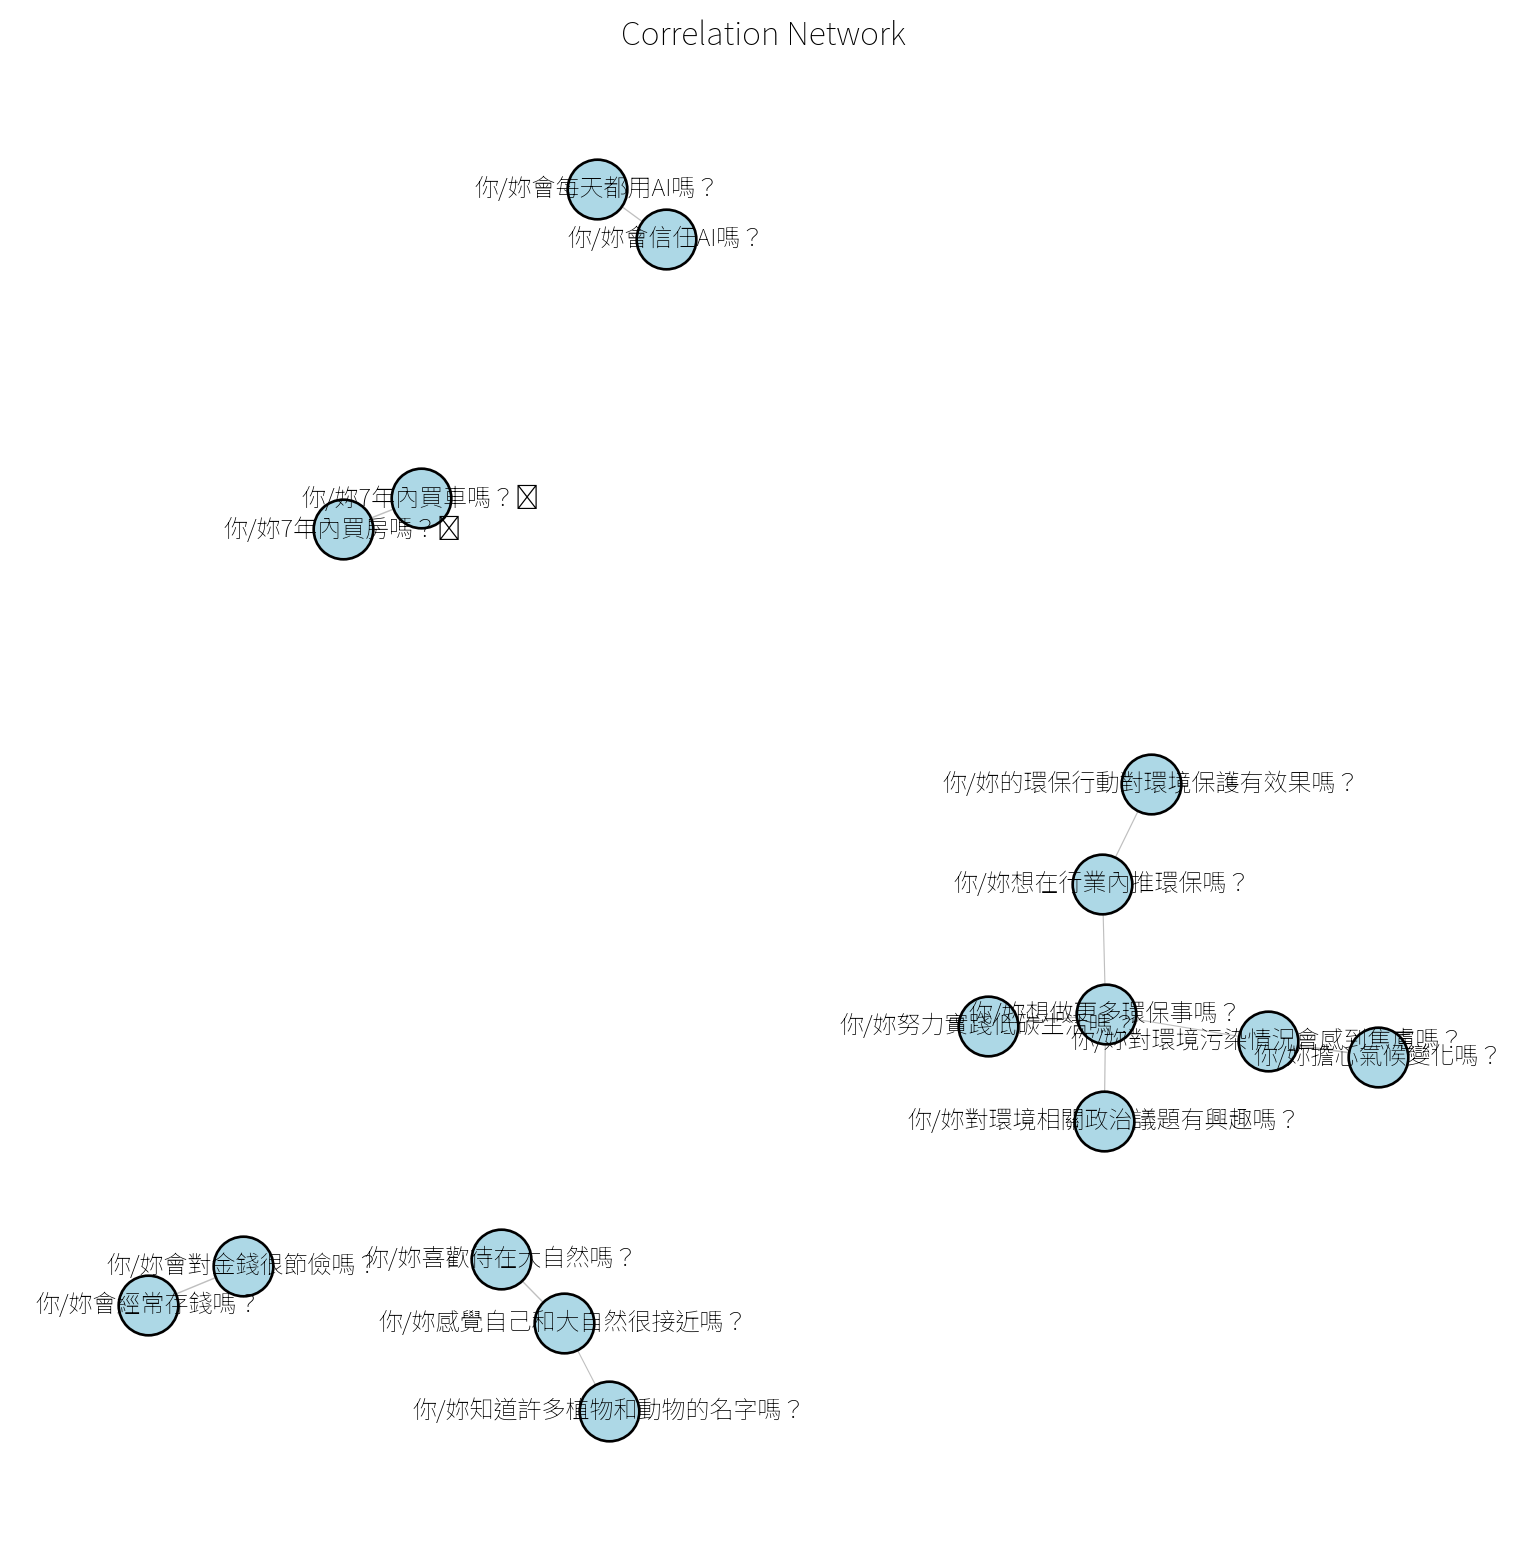 Correlation Network
你/妳會每天都用AI嗎？
你/妳會信任AI嗎？
你/妳7年內買車嗎？
你/妳7年內買房嗎？
你/妳的環保行動對環境保護有效果嗎？
你/妳想在行業內推環保嗎？
你/妳想做更多環保事嗎？
你/妳努力實踐低碳生活嗎？
你/妳對環境污染情況會感到焦慮嗎？
你/妳擔心氣候變化嗎？
你/妳對環境相關政治議題有興趣嗎？
你/妳會對金錢很節儉嗎？
你/妳喜歡待在大自然嗎？
你/妳會經常存錢嗎？
你/妳感覺自己和大自然很接近嗎？
你/妳知道許多植物和動物的名字嗎？